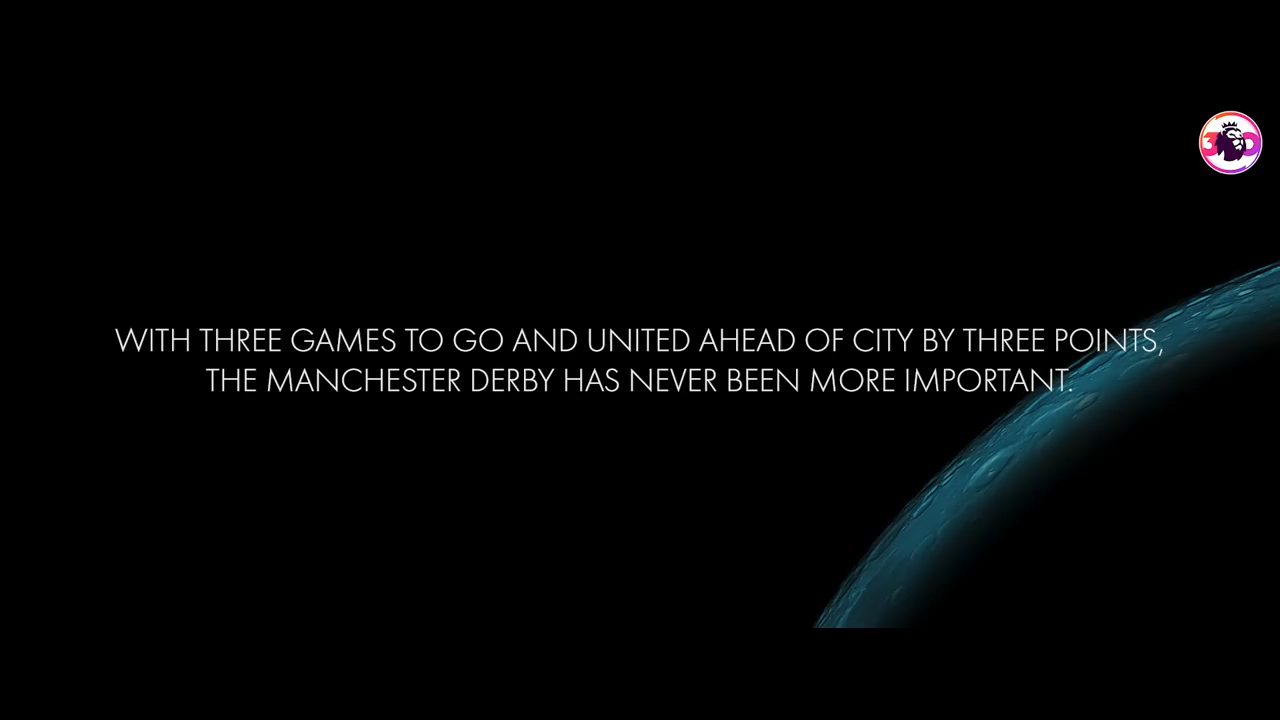 30
WITH THREE GAMES TO GO AND UNITED AHEAD OF CITY BY THREE POINTS,
THE MANCHESTER DERBY HAS NEVER BEEN MORE IMPORTANT.